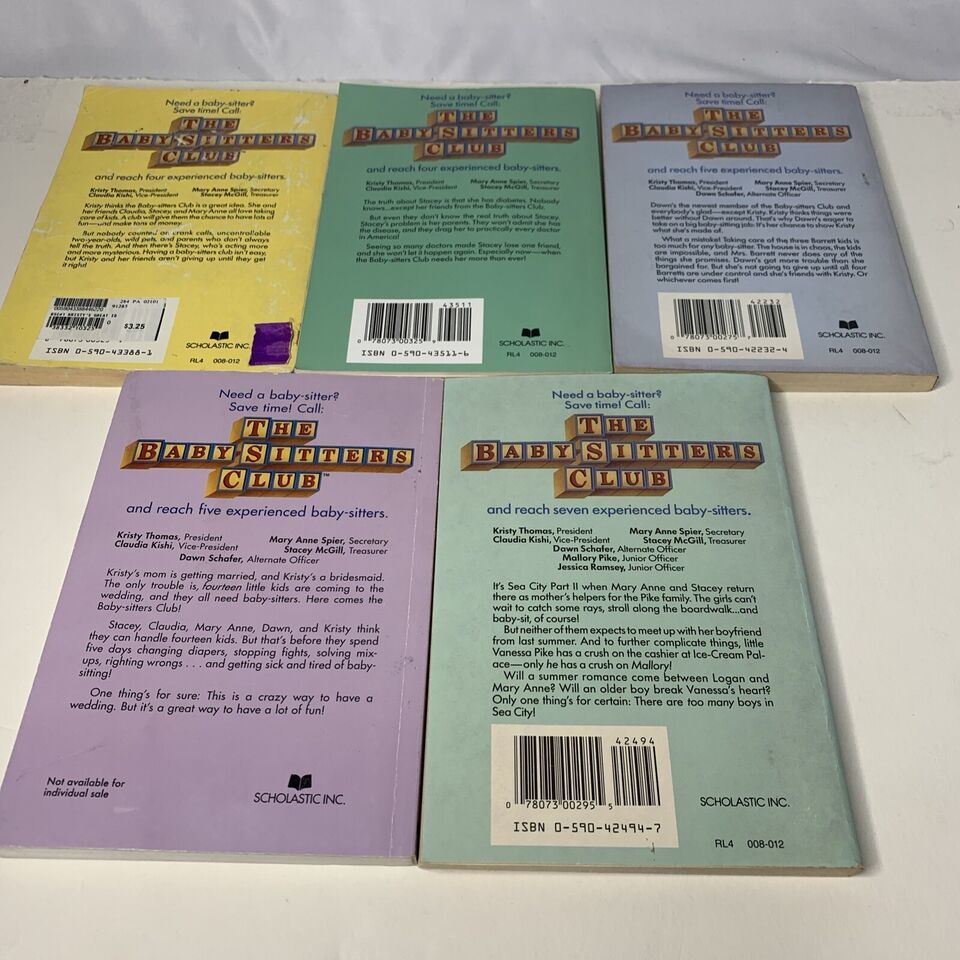 Need a baby-sitter?
Save time! Call:
THE
BABY-SITTERS
CLUB™
and reach four experienced baby-sitters.
Kristy Thomas, President Mary Anne Spier, Secretary
Claudia Kishi, Vice-President Stacey McGill, Treasurer
Kristy thinks the Baby-sitters Club is a great idea. She and
her friends Claudia, Stacey, and Mary Anne all love taking
care of kids. A club will give them the chance to have lots of
fun—and make tons of money.
But nobody counted on crank calls, uncontrollable
two-year-olds, wild pets, and parents who don't always
tell the truth. And then there's Stacey, who's acting more
and more mysterious. Having a baby-sitters club isn't easy,
but Kristy and her friends aren't giving up until they get
it right!
284 PA 02101
91283
$3.25
ISBN 0-590-43388-1
SCHOLASTIC INC.
RL4 008-012
Need a baby-sitter?
Save time! Call:
THE
BABY-SITTERS
CLUB
and reach four experienced baby-sitters.
Kristy Thomas, President Mary Anne Spier, Secretary
Claudia Kishi, Vice-President Stacey McGill, Treasurer
The truth about Stacey is that she has diabetes. Nobody
knows...except her friends from the Baby-sitters Club.
But even they don't know the real truth about Stacey.
Stacey's problem is her parents. They won't admit she has
the disease, and they drag her to practically every doctor
in America!
Seeing so many doctors made Stacey lose one friend,
and she won't let it happen again. Especially now—when
the Baby-sitters Club needs her more than ever!
43511
0 78073 00325 9
ISBN 0-590-43511-6
SCHOLASTIC INC.
RL4 008-012
Need a baby-sitter?
Save time! Call:
THE
BABY-SITTERS
CLUB
and reach five experienced baby-sitters.
Kristy Thomas, President Mary Anne Spier, Secretary
Claudia Kishi, Vice-President Stacey McGill, Treasurer
Dawn Schafer, Alternate Officer
Dawn's the newest member of the Baby-sitters Club and
everybody's glad—except Kristy. Kristy thinks things were
better without Dawn around. That's why Dawn's eager to
take on a big baby-sitting job: It's her chance to show Kristy
what she's made of.
What a mistake! Taking care of the three Barrett kids is
too much for any baby-sitter. The house is in chaos, the kids
are impossible, and Mrs. Barrett never does any of the
things she promises. Dawn's got more trouble than she
bargained for. But she's not going to give up until all four
Barretts are under control and she's friends with Kristy. Or
whichever comes first!
42232
0 78073 00275 7
ISBN 0-590-42232-4
SCHOLASTIC INC.
RL4 008-012
Need a baby-sitter?
Save time! Call:
THE
BABY-SITTERS
CLUB™
and reach five experienced baby-sitters.
Kristy Thomas, President Mary Anne Spier, Secretary
Claudia Kishi, Vice-President Stacey McGill, Treasurer
Dawn Schafer, Alternate Officer
Kristy's mom is getting married, and Kristy's a bridesmaid.
The only trouble is, fourteen little kids are coming to the
wedding, and they all need baby-sitters. Here comes the
Baby-sitters Club!
Stacey, Claudia, Mary Anne, Dawn, and Kristy think
they can handle fourteen kids. But that's before they spend
five days changing diapers, stopping fights, solving mix-
ups, righting wrongs . . . and getting sick and tired of baby-
sitting!
One thing's for sure: This is a crazy way to have a
wedding. But it's a great way to have a lot of fun!
Not available for
individual sale
SCHOLASTIC INC.
Need a baby-sitter?
Save time! Call:
THE
BABY-SITTERS
CLUB
and reach seven experienced baby-sitters.
Kristy Thomas, President Mary Anne Spier, Secretary
Claudia Kishi, Vice-President Stacey McGill, Treasurer
Dawn Schafer, Alternate Officer
Mallory Pike, Junior Officer
Jessica Ramsey, Junior Officer
It's Sea City Part II when Mary Anne and Stacey return
there as mother's helpers for the Pike family. The girls can't
wait to catch some rays, stroll along the boardwalk...and
baby-sit, of course!
But neither of them expects to meet up with her boyfriend
from last summer. And to further complicate things, little
Vanessa Pike has a crush on the cashier at Ice-Cream Pal-
ace—only he has a crush on Mallory!
Will a summer romance come between Logan and
Mary Anne? Will an older boy break Vanessa's heart?
Only one thing's for certain: There are too many boys in
Sea City!
42494
0 78073 00295 5
ISBN 0-590-42494-7
SCHOLASTIC INC.
RL4 008-012